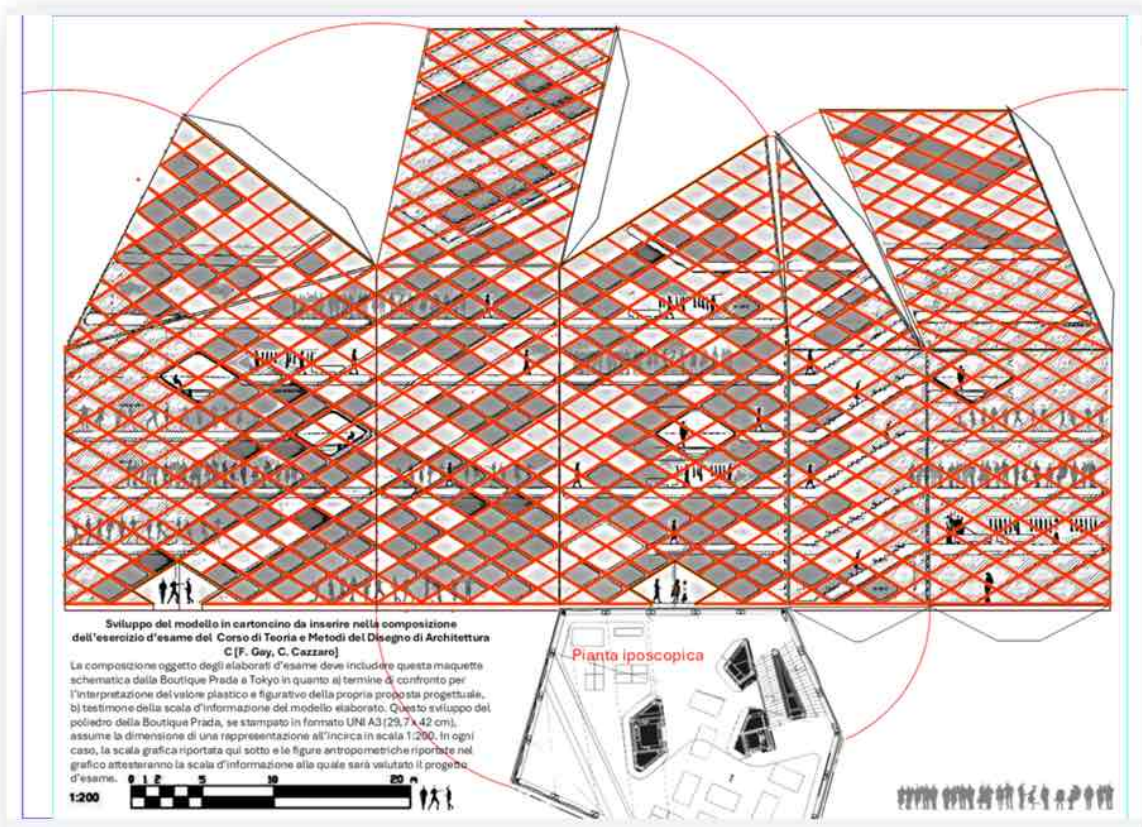 Sviluppo del modello in cartoncino da inserire nella composizione
dell'esercizio d'esame del Corso di Teoria e Metodi del Disegno di Architettura
C [F. Gay, C. Cazzaro]
La composizione oggetto degli elaborati d'esame deve includere questa maquette
schematica dalla Boutique Prada a Tokyo in quanto a) termine di confronto per
l'interpretazione del valore plastico e figurativo della propria proposta progettuale,
b) testimone della scala d'informazione del modello elaborato. Questo sviluppo del
poliedro della Boutique Prada, se stampato in formato UNI A3 (29,7 x 42 cm),
assume la dimensione di una rappresentazione all'incirca in scala 1:200. In ogni
caso, la scala grafica riportata qui sotto e le figure antropometriche riportate nel
grafico attesteranno la scala d'informazione alla quale sarà valutato il progetto
d'esame.
0 1 2 5 10 20 m
1:200
Pianta iposcopica